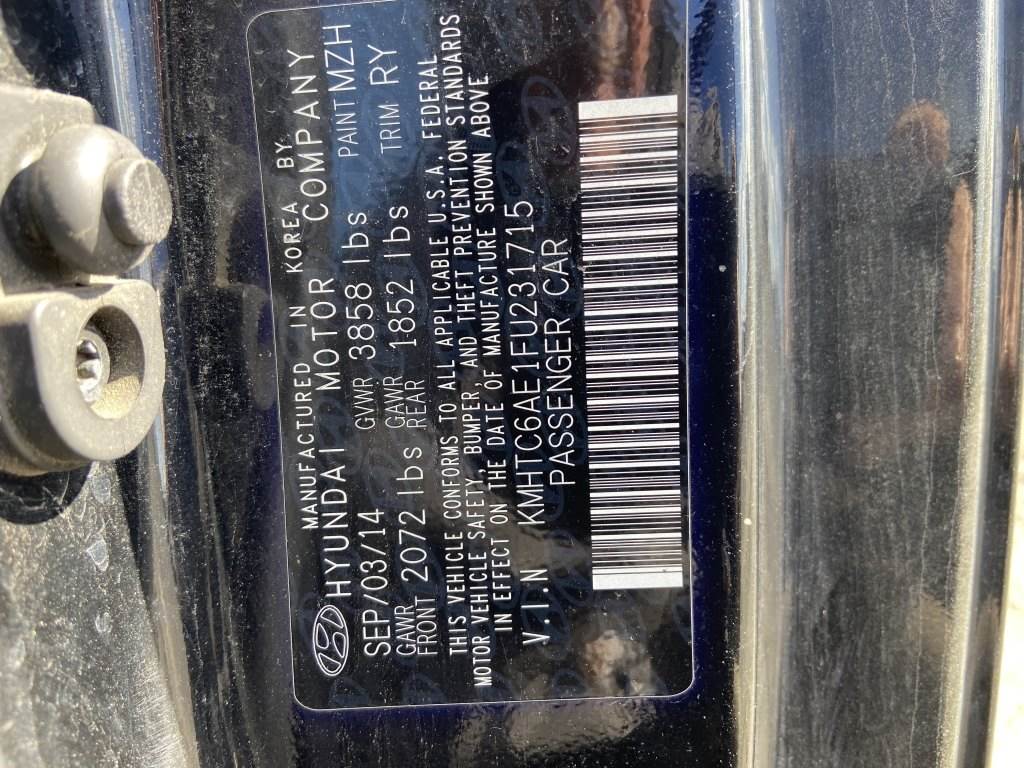 MANUFACTURED IN KOREA BY
HYUNDAI MOTOR COMPANY
SEP/03/14 GVWR 3858 lbs PAINT MZH
GAWR FRONT 2072 lbs GAWR REAR 1852 lbs TRIM RY
THIS VEHICLE CONFORMS TO ALL APPLICABLE U.S.A. FEDERAL
MOTOR VEHICLE SAFETY, BUMPER, AND THEFT PREVENTION STANDARDS
IN EFFECT ON THE DATE OF MANUFACTURE SHOWN ABOVE.
V.I.N KMHTC6AE1FU231715
PASSENGER CAR